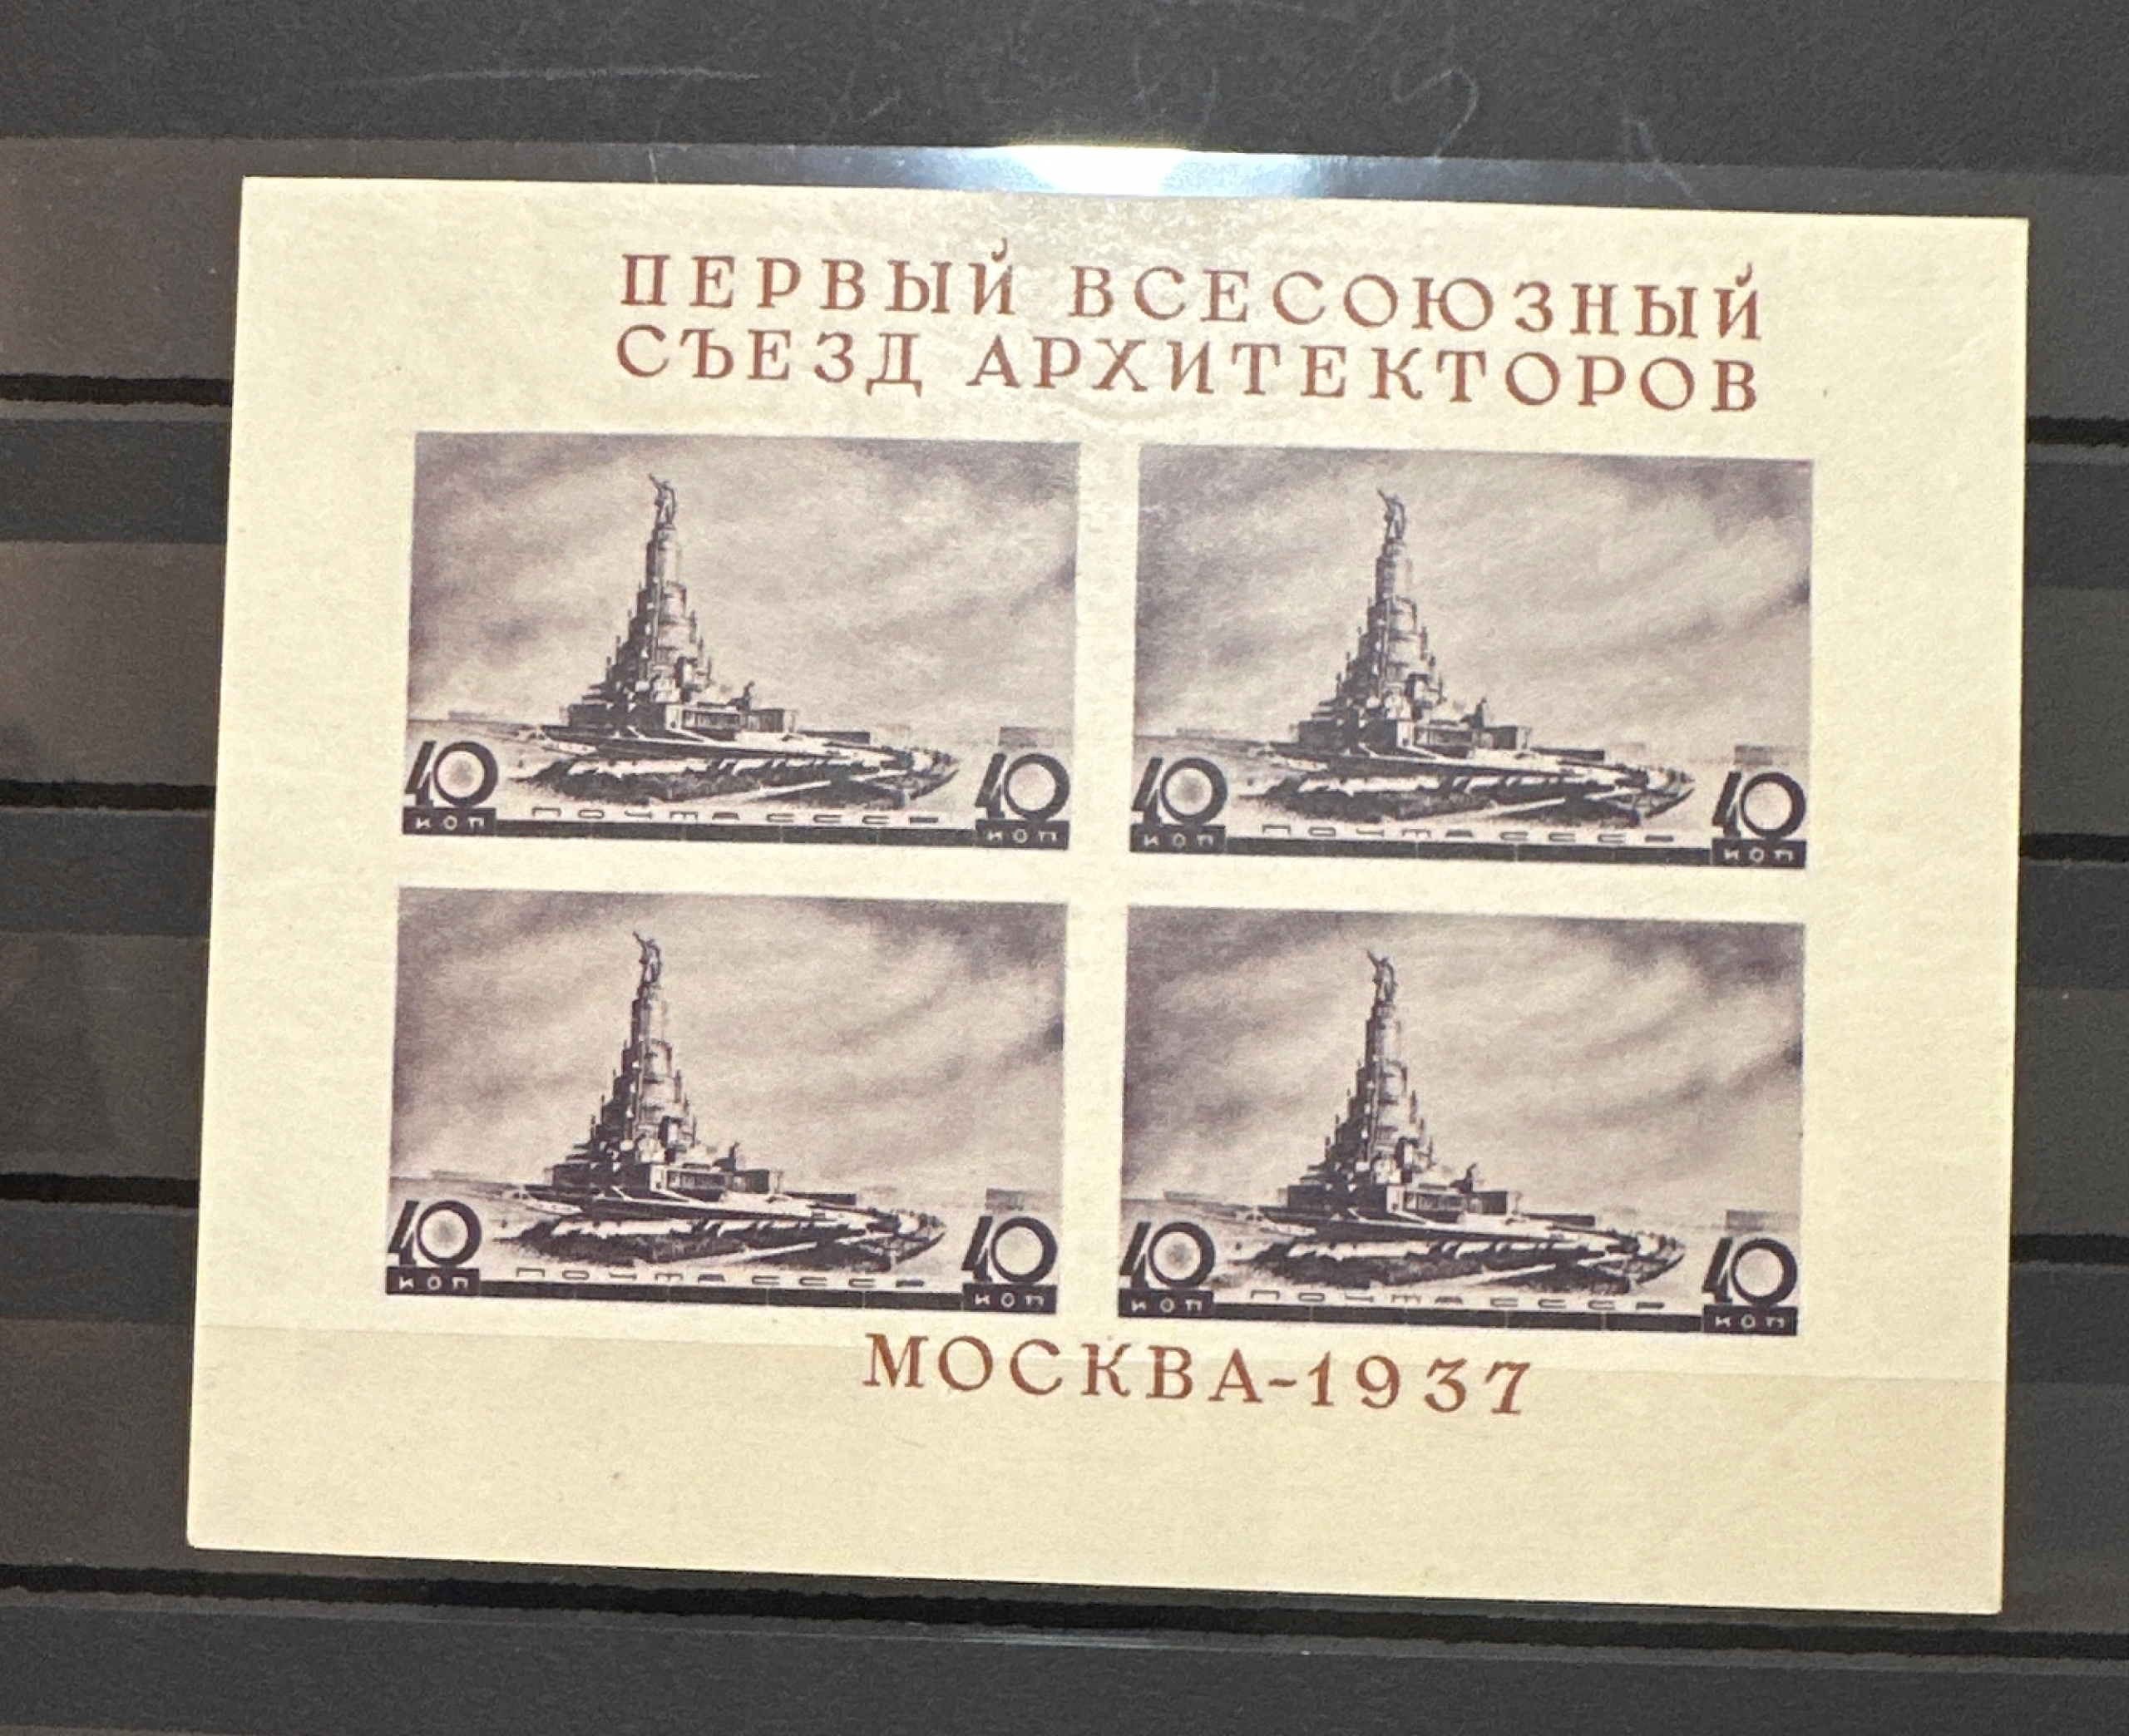 ПЕРВЫЙ ВСЕСОЮЗНЫЙ
СЪЕЗД АРХИТЕКТОРОВ
40 КОП ПОЧТА СССР 40 КОП
40 КОП ПОЧТА СССР 40 КОП
40 КОП ПОЧТА СССР 40 КОП
40 КОП ПОЧТА СССР 40 КОП
МОСКВА-1937